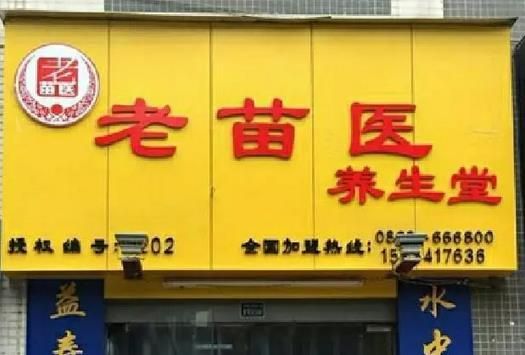 老
苗医
老苗医
养生堂
授权编号 202
全国加盟热线:
666800
417636
益寿
水中